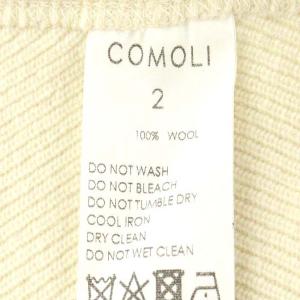 COMOLI
2
100% WOOL
DO NOT WASH
DO NOT BLEACH
DO NOT TUMBLE DRY
COOL IRON
DRY CLEAN
DO NOT WET CLEAN